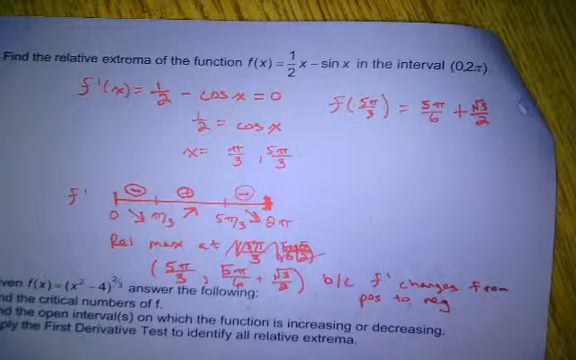 Find the relative extroma of the function f(x) = 1/2 x − sin x in the interval (0,2π)
f'(x) = 1/2 − cos x = 0
f(5π/3) = 5π/6 + √3/2
1/2 = cos x
x = π/3 , 5π/3
f' ⊖ ⊕ ⊖
0 ↘ π/3 ↗ 5π/3 ↘ 2π
Rel max at
(5π/3 , 5π/6 + √3/2) b/c f' changes from
pos to neg
ven f(x) = (x² − 4)^(2/3) answer the following:
nd the critical numbers of f.
nd the open interval(s) on which the function is increasing or decreasing.
ply the First Derivative Test to identify all relative extrema.